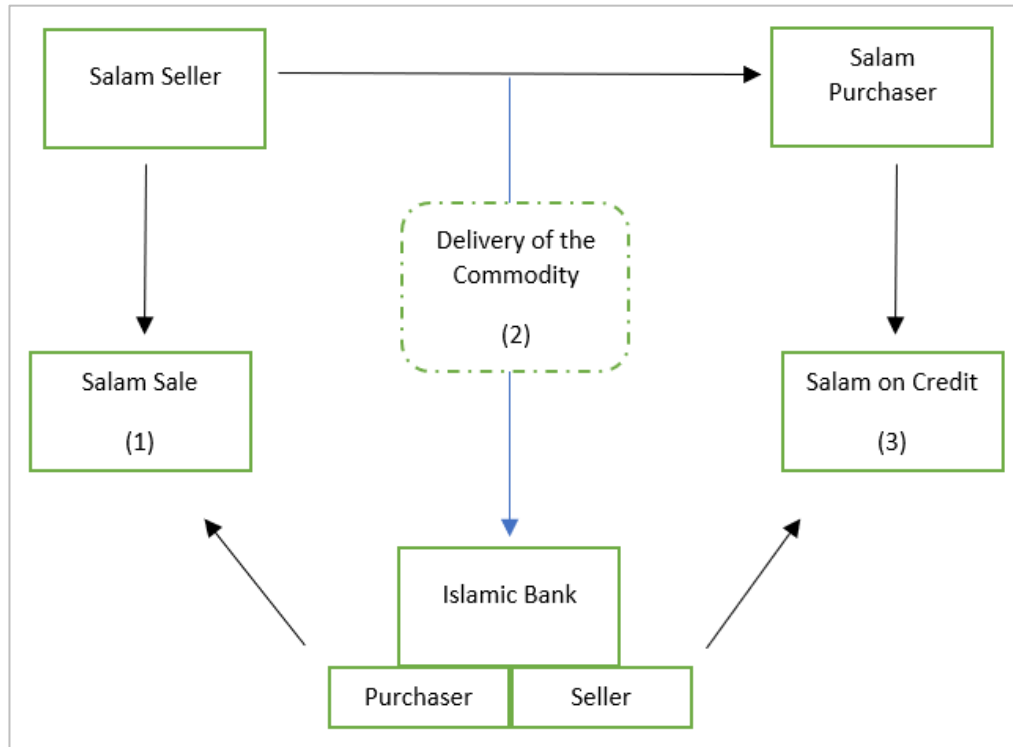 Salam Seller
Salam
Purchaser
Delivery of the
Commodity
(2)
Salam Sale
(1)
Salam on Credit
(3)
Islamic Bank
Purchaser
Seller